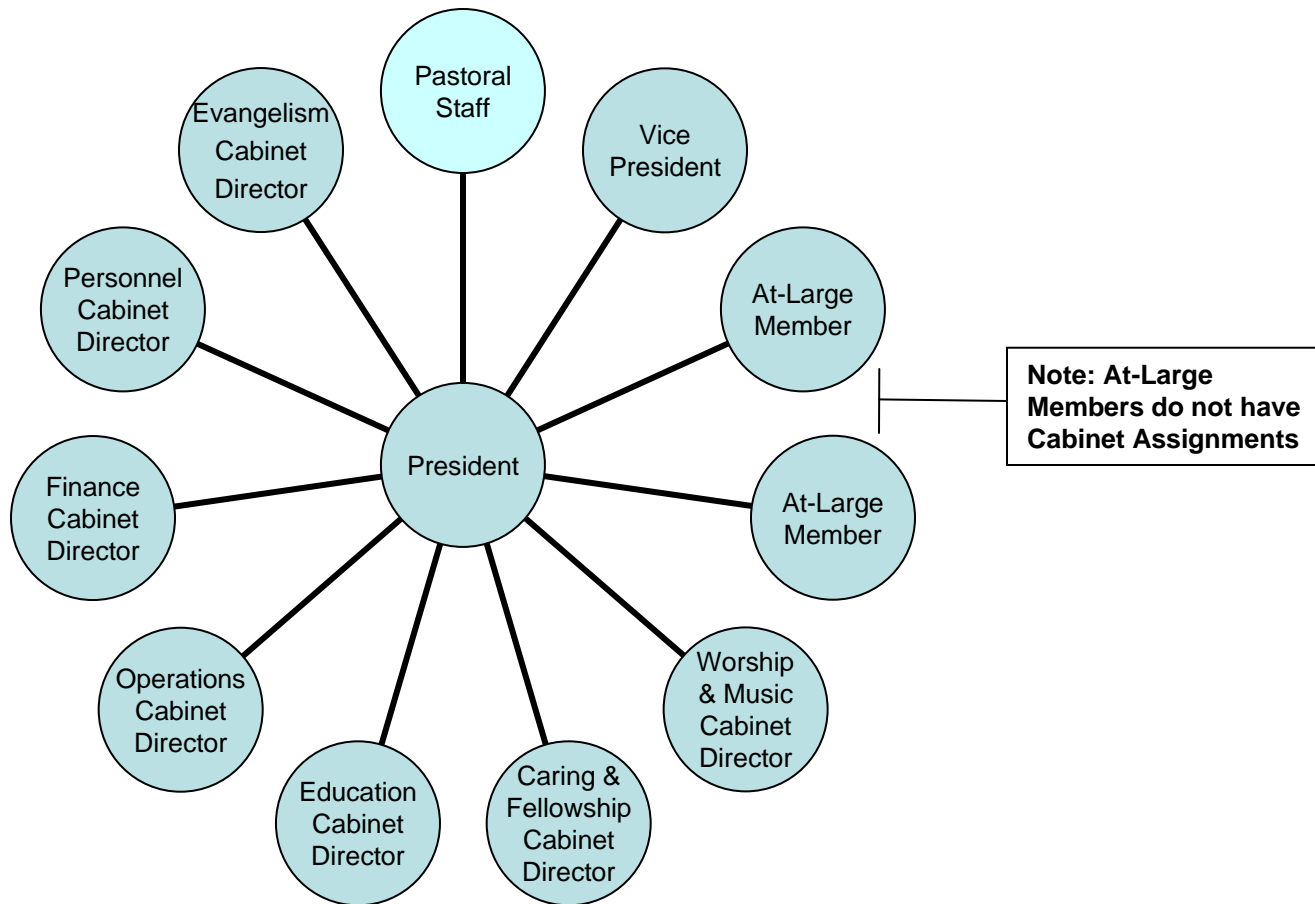 Pastoral
Staff
Vice
President
At-Large
Member
Note: At-Large
Members do not have
Cabinet Assignments
At-Large
Member
Worship
& Music
Cabinet
Director
Caring &
Fellowship
Cabinet
Director
Education
Cabinet
Director
Operations
Cabinet
Director
Finance
Cabinet
Director
Personnel
Cabinet
Director
Evangelism
Cabinet
Director
President